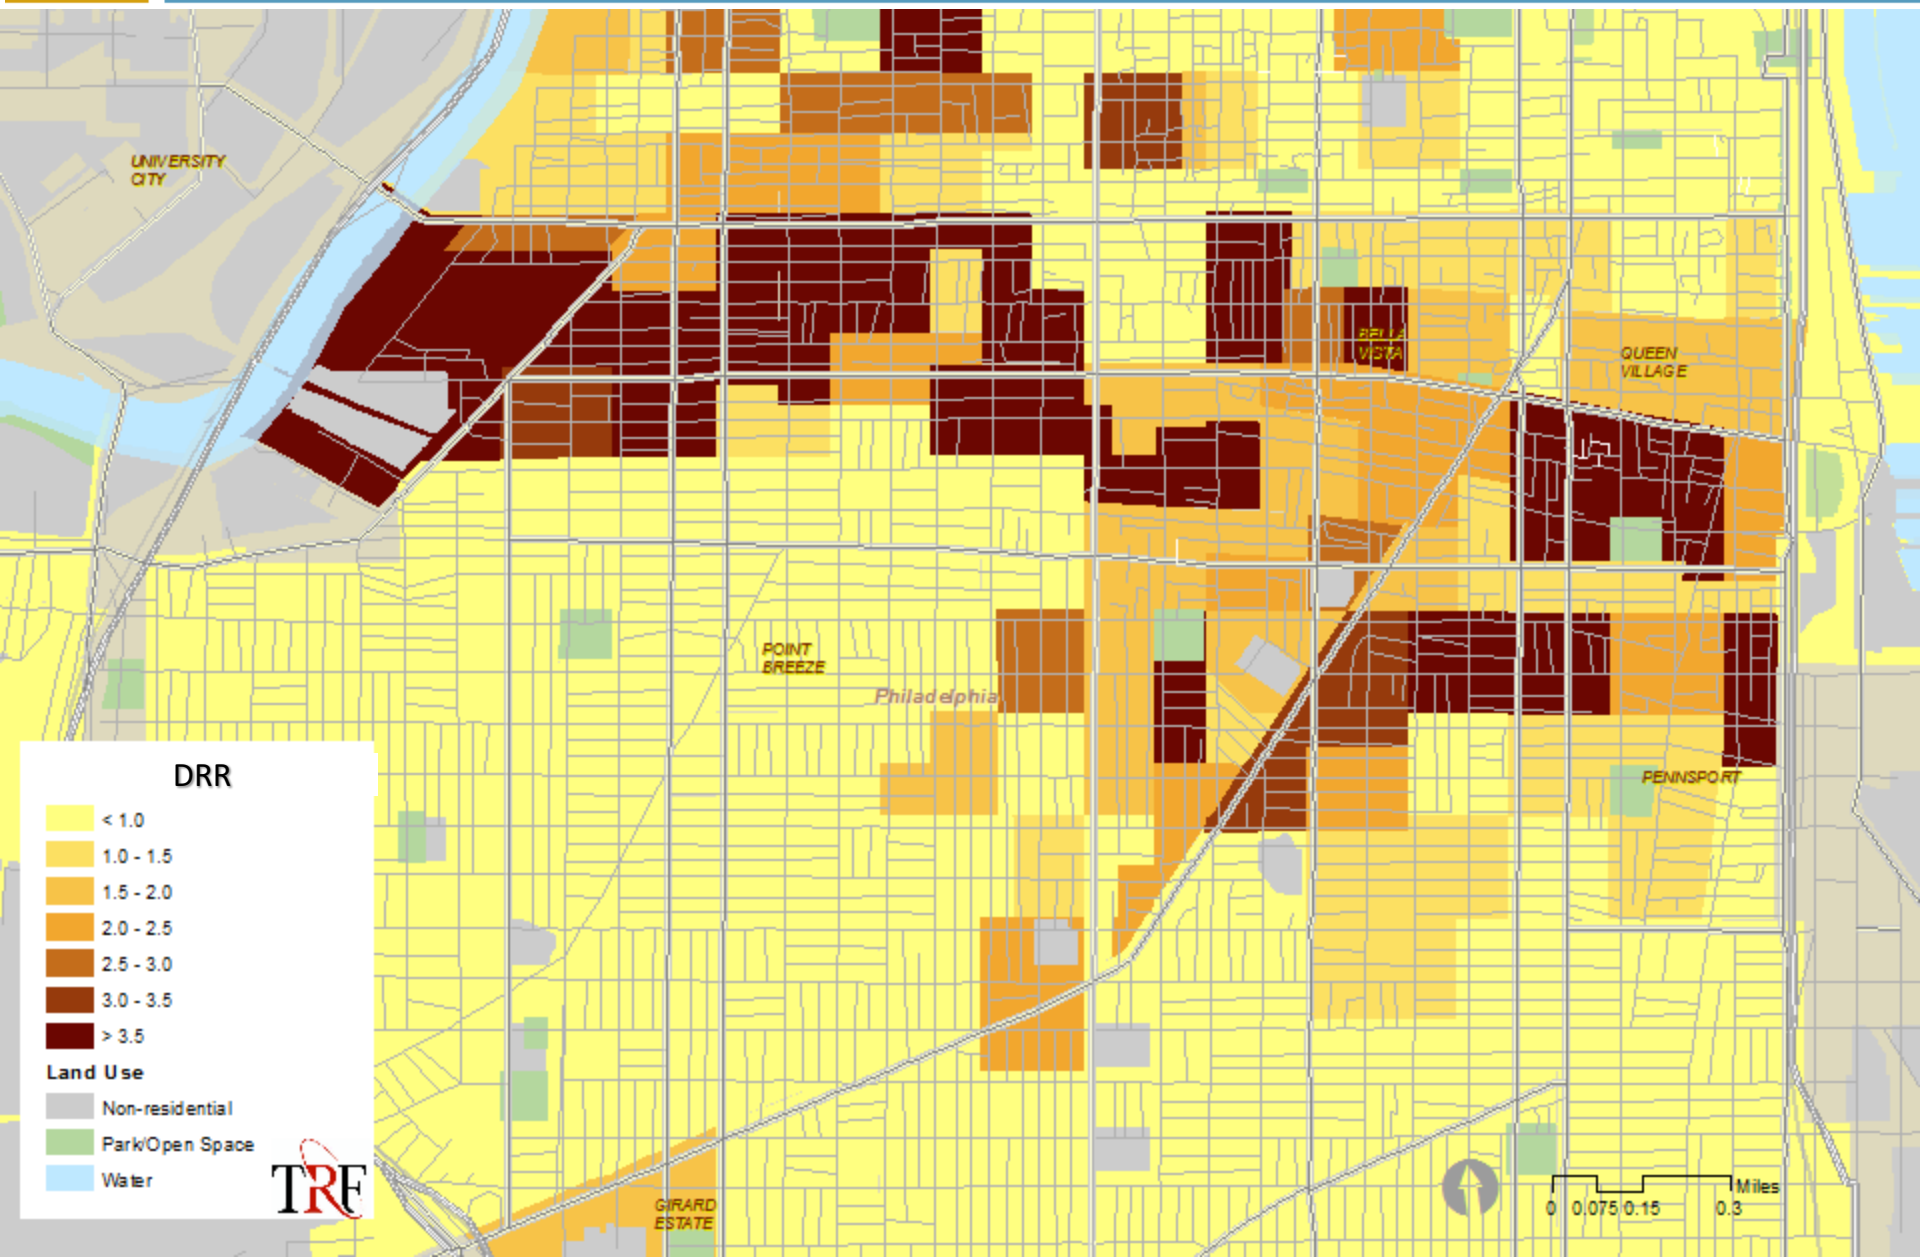 UNIVERSITY
CITY
BELLA
VISTA
QUEEN
VILLAGE
POINT
BREEZE
Philadelphia
PENNSPORT
GIRARD
ESTATE
DRR
< 1.0
1.0 - 1.5
1.5 - 2.0
2.0 - 2.5
2.5 - 3.0
3.0 - 3.5
> 3.5
Land Use
Non-residential
Park/Open Space
Water
TRF
Miles
0 0.075 0.15 0.3